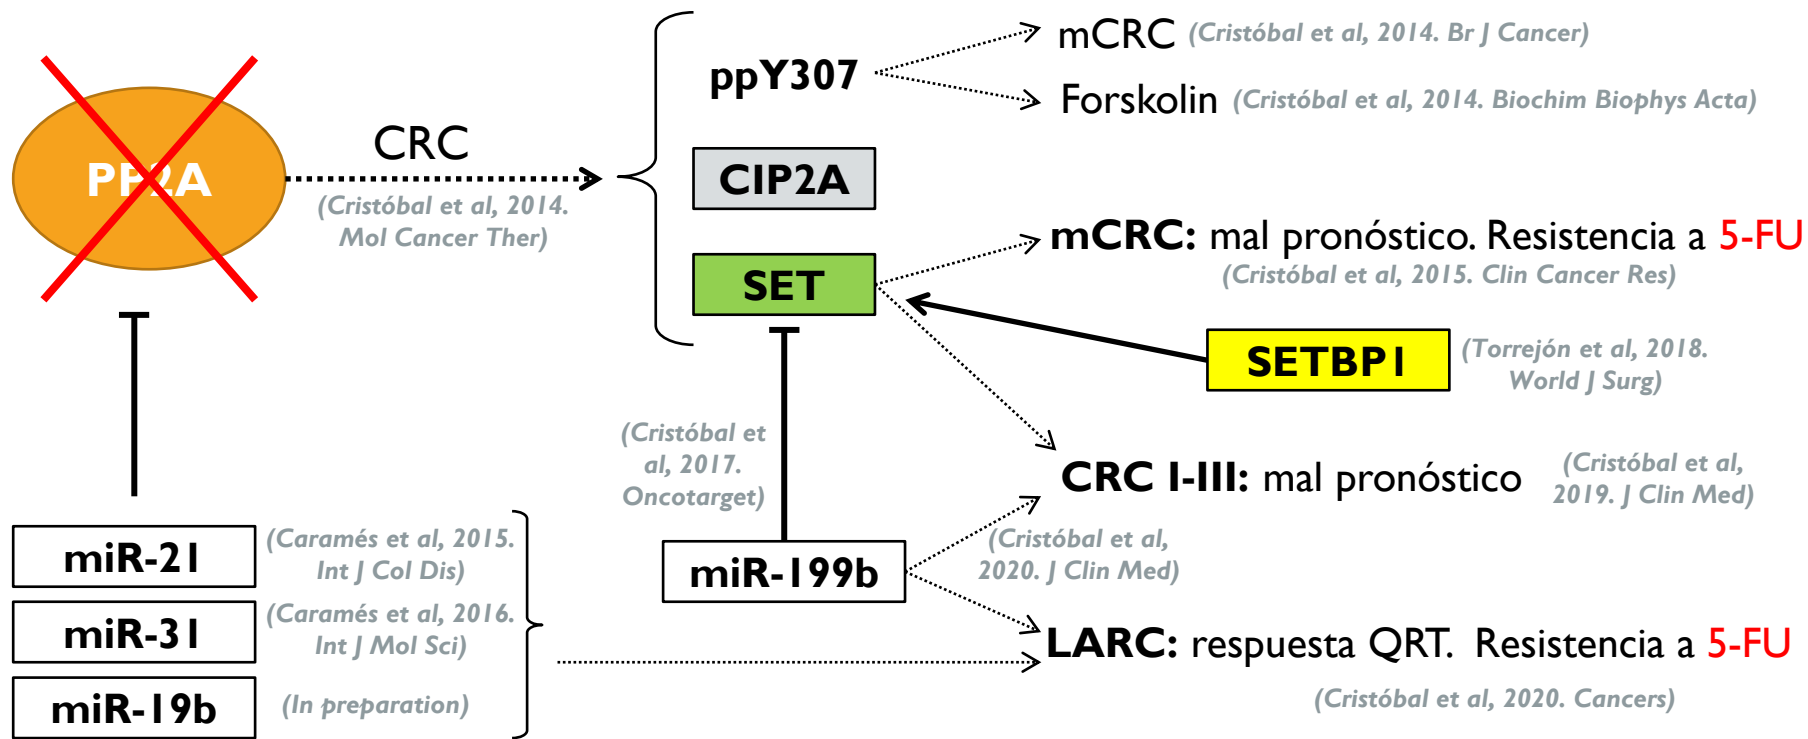 mCRC (Cristóbal et al, 2014. Br J Cancer)
ppY307
Forskolin (Cristóbal et al, 2014. Biochim Biophys Acta)
PP2A
CRC
(Cristóbal et al, 2014.
Mol Cancer Ther)
CIP2A
SET
mCRC: mal pronóstico. Resistencia a 5-FU
(Cristóbal et al, 2015. Clin Cancer Res)
SETBP1
(Torrejón et al, 2018.
World J Surg)
(Cristóbal et
al, 2017.
Oncotarget)
CRC I-III: mal pronóstico
(Cristóbal et al,
2019. J Clin Med)
miR-199b
(Cristóbal et al,
2020. J Clin Med)
miR-21
(Caramés et al, 2015.
Int J Col Dis)
miR-31
(Caramés et al, 2016.
Int J Mol Sci)
miR-19b
(In preparation)
LARC: respuesta QRT. Resistencia a 5-FU
(Cristóbal et al, 2020. Cancers)